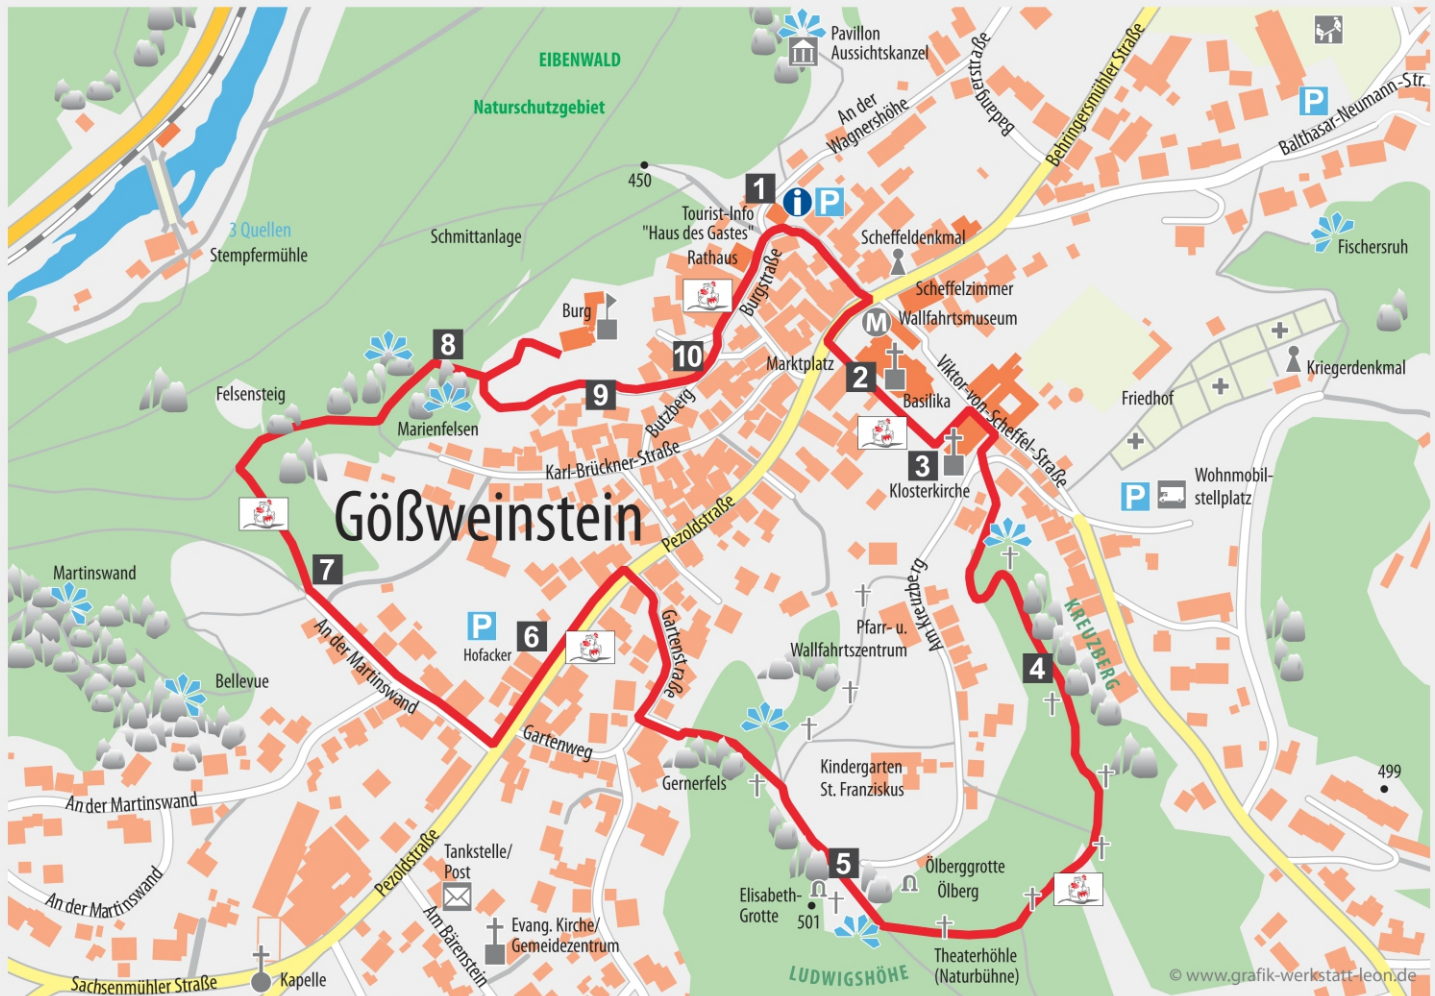 EIBENWALD
Naturschutzgebiet
Pavillon
Aussichtskanzel
An der
Wagnershöhe
Badangerstraße
Behringersmühler Straße
P
Balthasar-Neumann-Str.
450
1
i
P
Tourist-Info
"Haus des Gastes"
Rathaus
Schmittanlage
3 Quellen
Stempfermühle
Scheffeldenkmal
Fischersruh
Burg
Burgstraße
Scheffelzimmer
M
Wallfahrtsmuseum
8
10
Marktplatz
2
Basilika
Viktor-von-Scheffel-Straße
Kriegerdenkmal
Friedhof
Felsensteig
9
Marienfelsen
Butzberg
Karl-Brückner-Straße
3
Klosterkirche
P
Wohnmobil-
stellplatz
Gößweinstein
Pezoldstraße
7
Martinswand
P
Hofacker
6
Gartenstraße
Am Kreuzberg
Pfarr- u.
Wallfahrtszentrum
KREUZBERG
4
An der Martinswand
Bellevue
Gartenweg
Gernerfels
Kindergarten
St. Franziskus
499
An der Martinswand
An der Martinswand
Pezoldstraße
Tankstelle/
Post
5
Ölberggrotte
Ölberg
Elisabeth-
Grotte
501
Am Bärenstein
Evang. Kirche/
Gemeidezentrum
Theaterhöhle
(Naturbühne)
LUDWIGSHÖHE
Sachsenmühler Straße
Kapelle
© www.grafik-werkstatt-leon.de